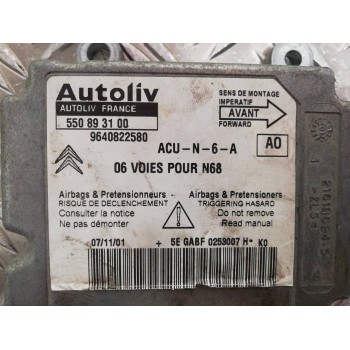 Autoliv
AUTOLIV FRANCE
550 89 31 00
9640822580
SENS DE MONTAGE
IMPERATIF
AVANT
FORWARD
ACU-N-6-A
AO
06 VOIES POUR N68
Airbags & Pretensionneurs
RISQUE DE DECLENCHEMENT
Consulter la notice
Ne pas démonter
Airbags & Pretensioners
TRIGGERING HASARD
Do not remove
Read manual
07/11/01 + 5E GABF 0253007 H* KO